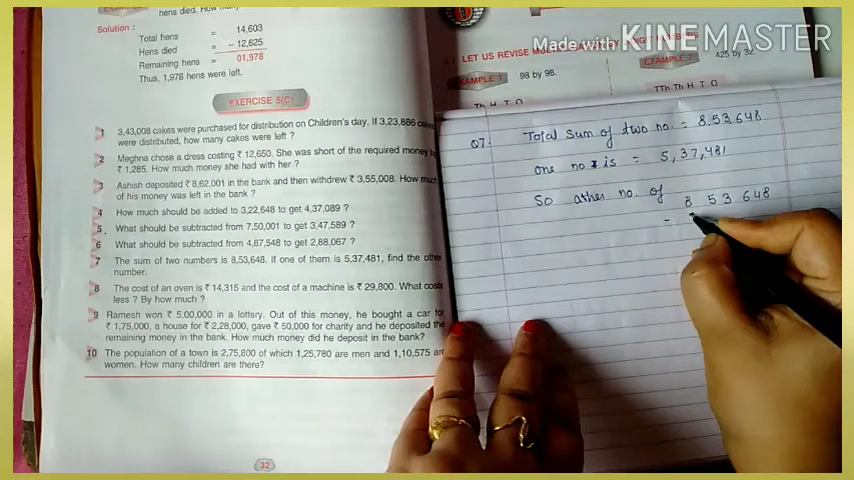 hens died. How many
Solution :
Total hens = 14,603
Hens died = – 12,625
Remaining hens = 01,978
Thus, 1,978 hens were left.
EXERCISE 5(C)
1 3,43,008 cakes were purchased for distribution on Children's day. If 3,23,886 cakes
were distributed, how many cakes were left ?
2 Meghna chose a dress costing ₹ 12,650. She was short of the required money by
₹ 1,285. How much money she had with her ?
3 Ashish deposited ₹ 8,62,001 in the bank and then withdrew ₹ 3,55,008. How much
of his money was left in the bank ?
4 How much should be added to 3,22,648 to get 4,37,089 ?
5. What should be subtracted from 7,50,001 to get 3,47,589 ?
6 What should be subtracted from 4,87,548 to get 2,88,067 ?
7 The sum of two numbers is 8,53,648. If one of them is 5,37,481, find the other
number.
8 The cost of an oven is ₹ 14,315 and the cost of a machine is ₹ 29,800. What costs
less ? By how much ?
9 Ramesh won ₹ 5,00,000 in a lottery. Out of this money, he bought a car for
₹ 1,75,000, a house for ₹ 2,28,000, gave ₹ 50,000 for charity and he deposited the
remaining money in the bank. How much money did he deposit in the bank ?
10 The population of a town is 2,75,800 of which 1,25,780 are men and 1,10,575 are
women. How many children are there?
32
Made with KINEMASTER
LET US REVISE
EXAMPLE 1 98 by 98.
EXAMPLE 7 425 by 32
Th H T O
TTh Th H T O
Q7. Total Sum of two no. = 8,53,648
one no is = 5,37,481
So other no. of 8 53 648
-